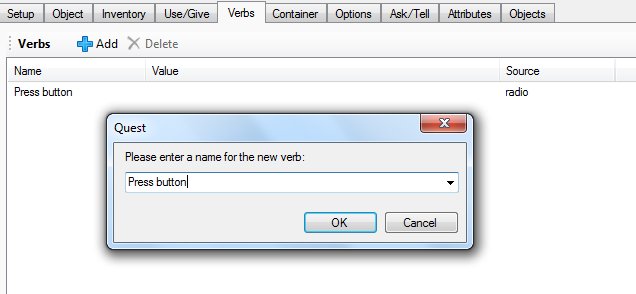 Setup Object Inventory Use/Give Verbs Container Options Ask/Tell Attributes Objects
Verbs Add Delete
Name Value Source
Press button radio
Quest
Please enter a name for the new verb:
Press button
OK Cancel